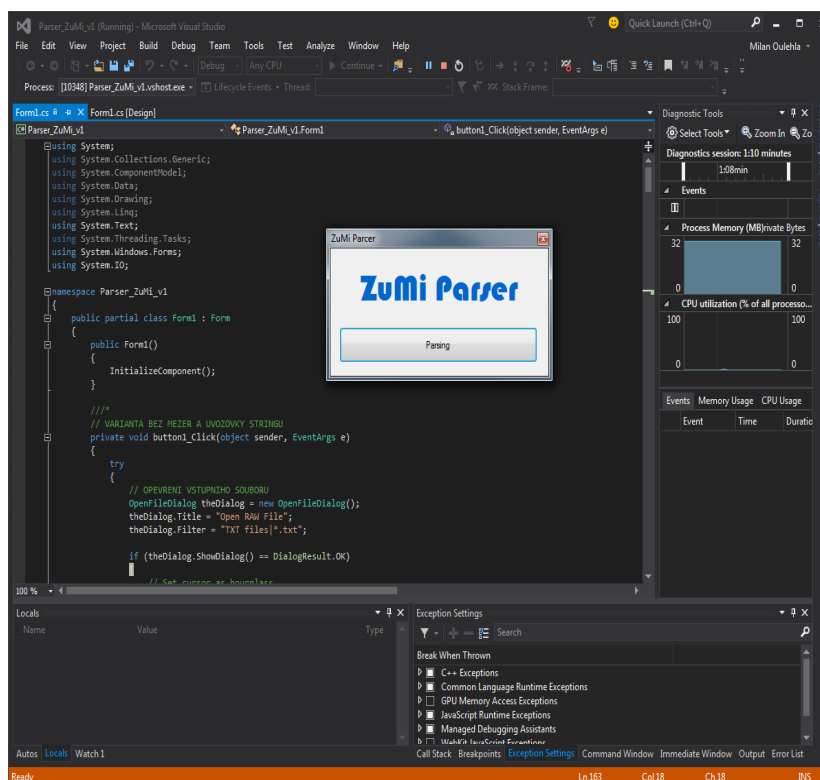 Parser_ZuMi_v1 (Running) - Microsoft Visual Studio
Quick Launch (Ctrl+Q)
File Edit View Project Build Debug Team Tools Test Analyze Window Help
Milan Oulehla
Debug Any CPU Continue
Process: [10348] Parser_ZuMi_v1.vshost.exe Lifecycle Events Thread: Stack Frame:
Form1.cs Form1.cs [Design]
Parser_ZuMi_v1 Parser_ZuMi_v1.Form1 button1_Click(object sender, EventArgs e)
using System;
using System.Collections.Generic;
using System.ComponentModel;
using System.Data;
using System.Drawing;
using System.Linq;
using System.Text;
using System.Threading.Tasks;
using System.Windows.Forms;
using System.IO;
namespace Parser_ZuMi_v1
{
public partial class Form1 : Form
{
public Form1()
{
InitializeComponent();
}
///*
// VARIANTA BEZ MEZER A UVOZOVKY STRINGU
private void button1_Click(object sender, EventArgs e)
{
try
{
// OPEVRENI VSTUPNIHO SOUBORU
OpenFileDialog theDialog = new OpenFileDialog();
theDialog.Title = "Open RAW File";
theDialog.Filter = "TXT files|*.txt";
if (theDialog.ShowDialog() == DialogResult.OK)
// Set cursor as hourglass
100 %
ZuMi Parcer
ZuMi Parser
Parsing
Diagnostic Tools
Select Tools Zoom In Zo
Diagnostics session: 1:10 minutes
1:08min
Events
Process Memory (MB) rivate Bytes
32 32
0 0
CPU utilization (% of all processo...
100 100
0 0
Events Memory Usage CPU Usage
Event Time Duratio
Locals
Name Value Type
Autos Locals Watch 1
Exception Settings
Search
Break When Thrown
C++ Exceptions
Common Language Runtime Exceptions
GPU Memory Access Exceptions
JavaScript Runtime Exceptions
Managed Debugging Assistants
WebKit JavaScript Exceptions
Call Stack Breakpoints Exception Settings Command Window Immediate Window Output Error List
Ready Ln 163 Col 18 Ch 18 INS